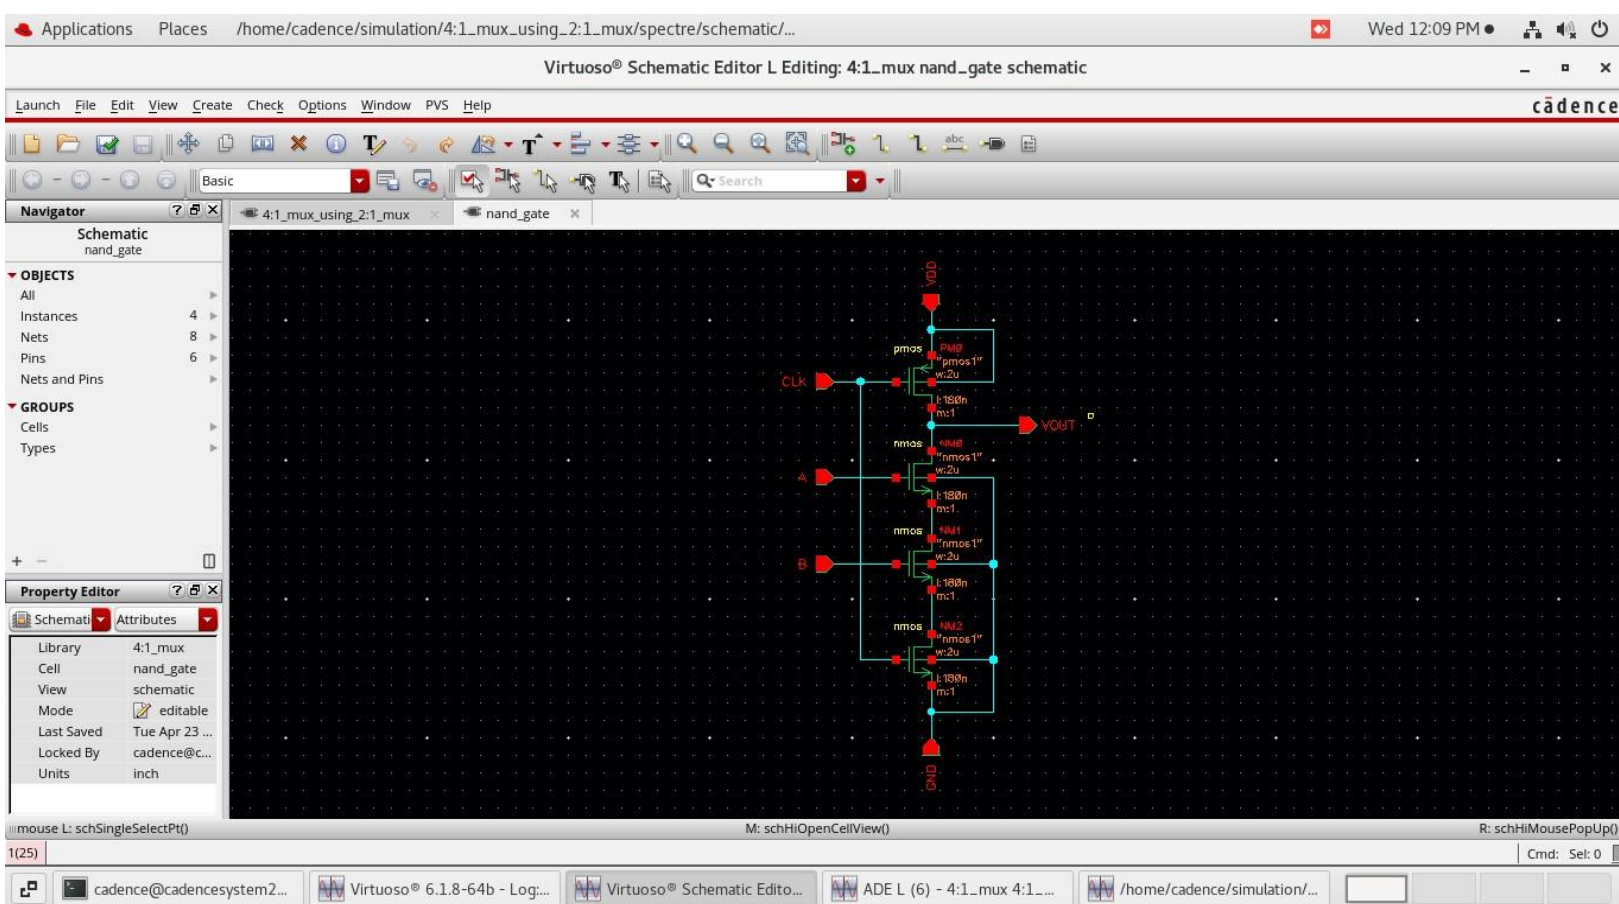 Applications Places /home/cadence/simulation/4:1_mux_using_2:1_mux/spectre/schematic/... Wed 12:09 PM
Virtuoso® Schematic Editor L Editing: 4:1_mux nand_gate schematic
Launch File Edit View Create Check Options Window PVS Help cādence
abc
Basic Search
Navigator 4:1_mux_using_2:1_mux nand_gate
Schematic
nand_gate
OBJECTS
All
Instances 4
Nets 8
Pins 6
Nets and Pins
GROUPS
Cells
Types
Property Editor
Schemati Attributes
Library 4:1_mux
Cell nand_gate
View schematic
Mode editable
Last Saved Tue Apr 23 ...
Locked By cadence@c...
Units inch
VDD
pmos PM0
"pmos1"
w:2u
CLK
l:180n
m:1
VOUT
nmos NM0
"nmos1"
w:2u
A
l:180n
m:1
nmos NM1
"nmos1"
w:2u
B
l:180n
m:1
nmos NM2
"nmos1"
w:2u
l:180n
m:1
GND
mouse L: schSingleSelectPt() M: schHiOpenCellView() R: schHiMousePopUp()
1(25) Cmd: Sel: 0
cadence@cadencesystem2... Virtuoso® 6.1.8-64b - Log:... Virtuoso® Schematic Edito... ADE L (6) - 4:1_mux 4:1_... /home/cadence/simulation/...